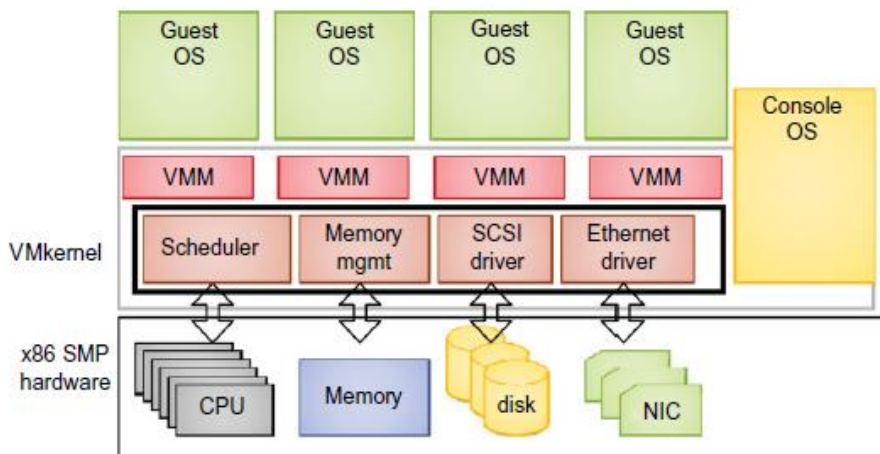 Guest
OS
Guest
OS
Guest
OS
Guest
OS
Console
OS
VMM
VMM
VMM
VMM
VMkernel
Scheduler
Memory
mgmt
SCSI
driver
Ethernet
driver
x86 SMP
hardware
CPU
Memory
disk
NIC